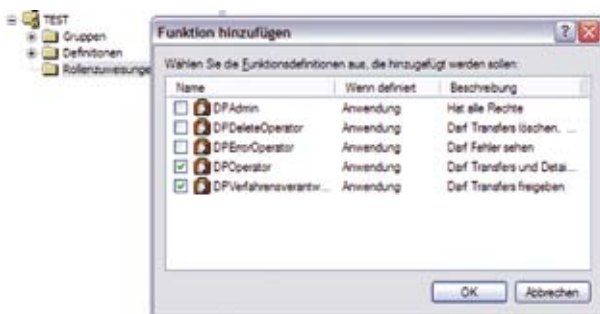 TEST
Gruppen
Definitionen
Rollenzuweisunge
Funktion hinzufügen
Wählen Sie die Funktionsdefinitionen aus, die hinzugefügt werden sollen:
Name Wenn definiert Beschreibung
DPAdmin Anwendung Hat alle Rechte
DPDeleteOperator Anwendung Darf Transfers löschen. ...
DPErrorOperator Anwendung Darf Fehler sehen
DPOperator Anwendung Darf Transfers und Detai...
DPVerfahrensverantw... Anwendung Darf Transfers freigeben
OK Abbrechen